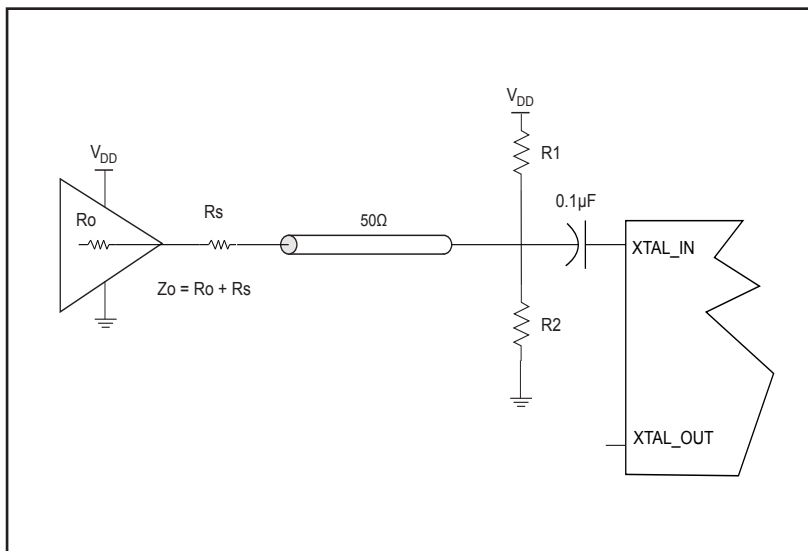 V_DD
R1
V_DD
0.1µF
Ro
Rs
50Ω
XTAL_IN
Zo = Ro + Rs
R2
XTAL_OUT